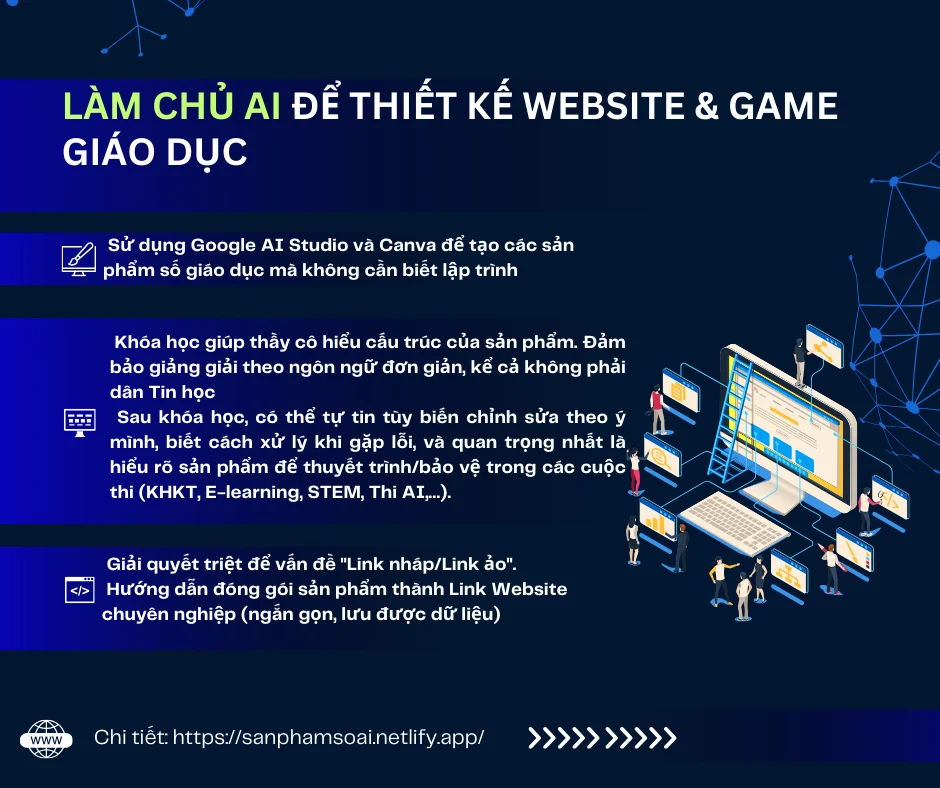 LÀM CHỦ AI ĐỂ THIẾT KẾ WEBSITE & GAME
GIÁO DỤC
Sử dụng Google AI Studio và Canva để tạo các sản
phẩm số giáo dục mà không cần biết lập trình
Khóa học giúp thầy cô hiểu cấu trúc của sản phẩm. Đảm
bảo giảng giải theo ngôn ngữ đơn giản, kể cả không phải
dân Tin học
Sau khóa học, có thể tự tin tùy biến chỉnh sửa theo ý
mình, biết cách xử lý khi gặp lỗi, và quan trọng nhất là
hiểu rõ sản phẩm để thuyết trình/bảo vệ trong các cuộc
thi (KHKT, E-learning, STEM, Thi AI,...).
Giải quyết triệt để vấn đề "Link nháp/Link ảo".
Hướng dẫn đóng gói sản phẩm thành Link Website
chuyên nghiệp (ngắn gọn, lưu được dữ liệu)
WWW
Chi tiết: https://sanphamsoai.netlify.app/